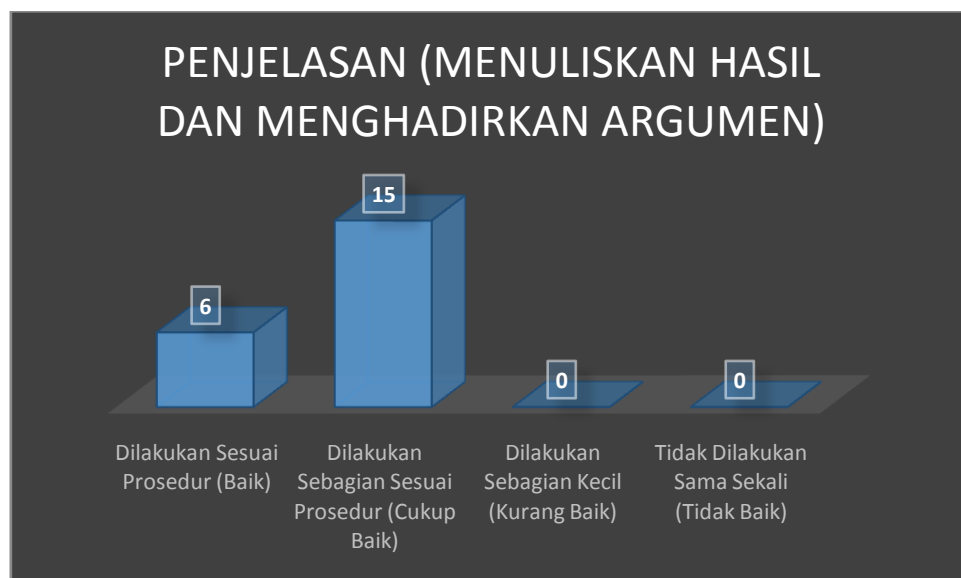 PENJELASAN (MENULISKAN HASIL
DAN MENGHADIRKAN ARGUMEN)
6
15
0
0
Dilakukan Sesuai
Prosedur (Baik)
Dilakukan
Sebagian Sesuai
Prosedur (Cukup
Baik)
Dilakukan
Sebagian Kecil
(Kurang Baik)
Tidak Dilakukan
Sama Sekali
(Tidak Baik)